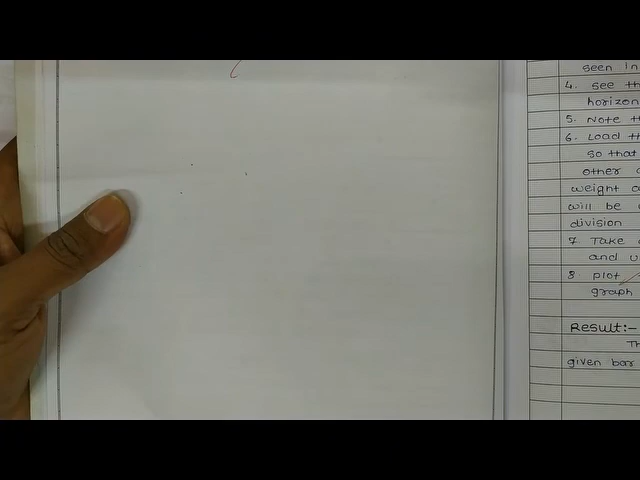 seen in
4. see th
horizon
5. Note th
6. Load th
so that
other
weight
will be
division
7. Take
and u
8. plot
graph
Result:-
Th
given bar